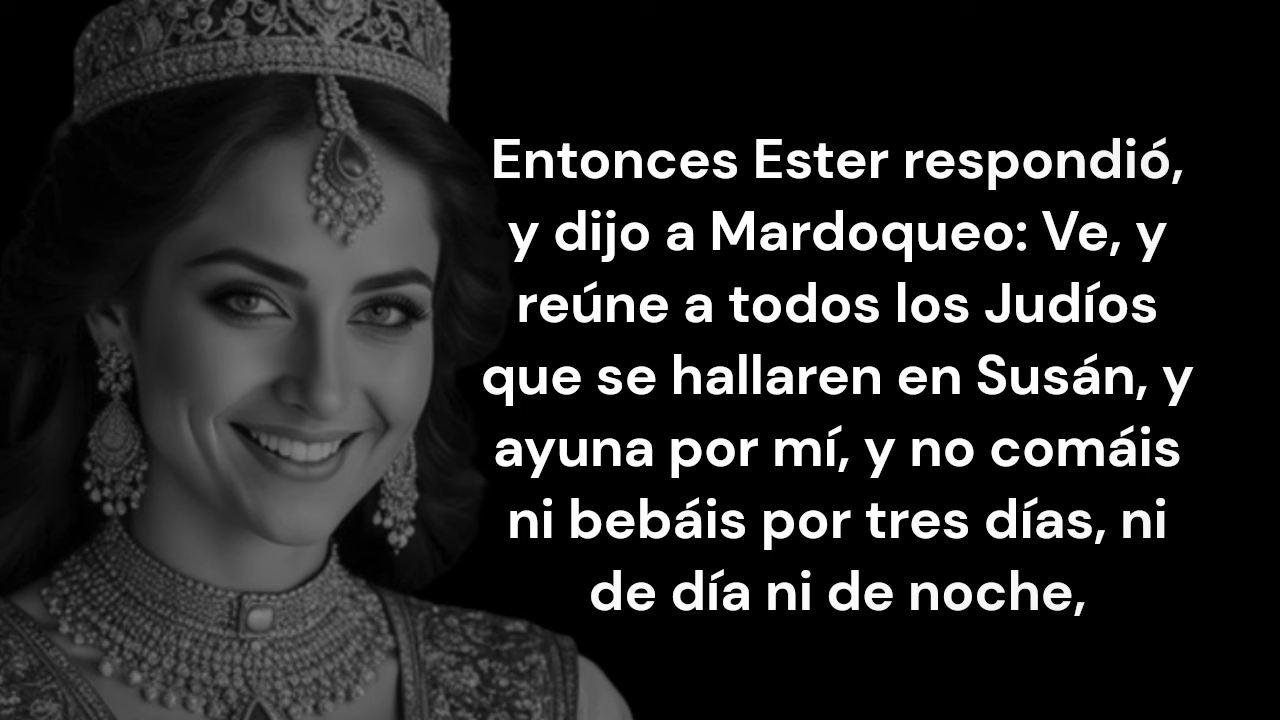 Entonces Ester respondió,
y dijo a Mardoqueo: Ve, y
reúne a todos los Judíos
que se hallaren en Susán, y
ayuna por mí, y no comáis
ni bebáis por tres días, ni
de día ni de noche,